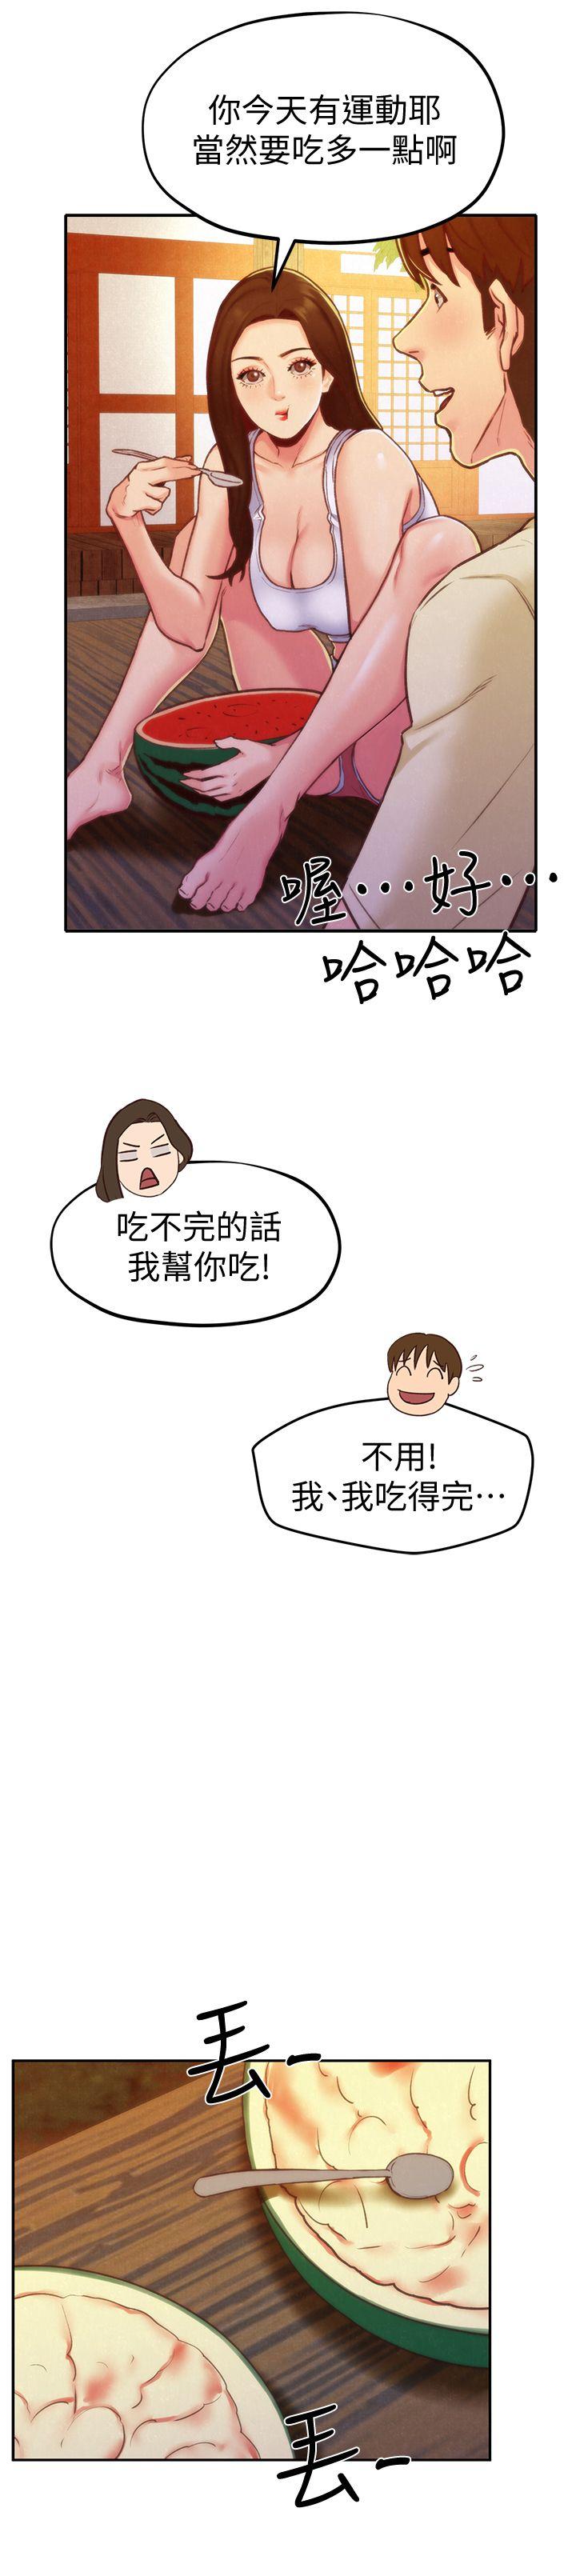 你今天有運動耶
當然要吃多一點啊
喔…好…
哈哈哈
吃不完的話
我幫你吃!
不用!
我、我吃得完…
丟-
丟-